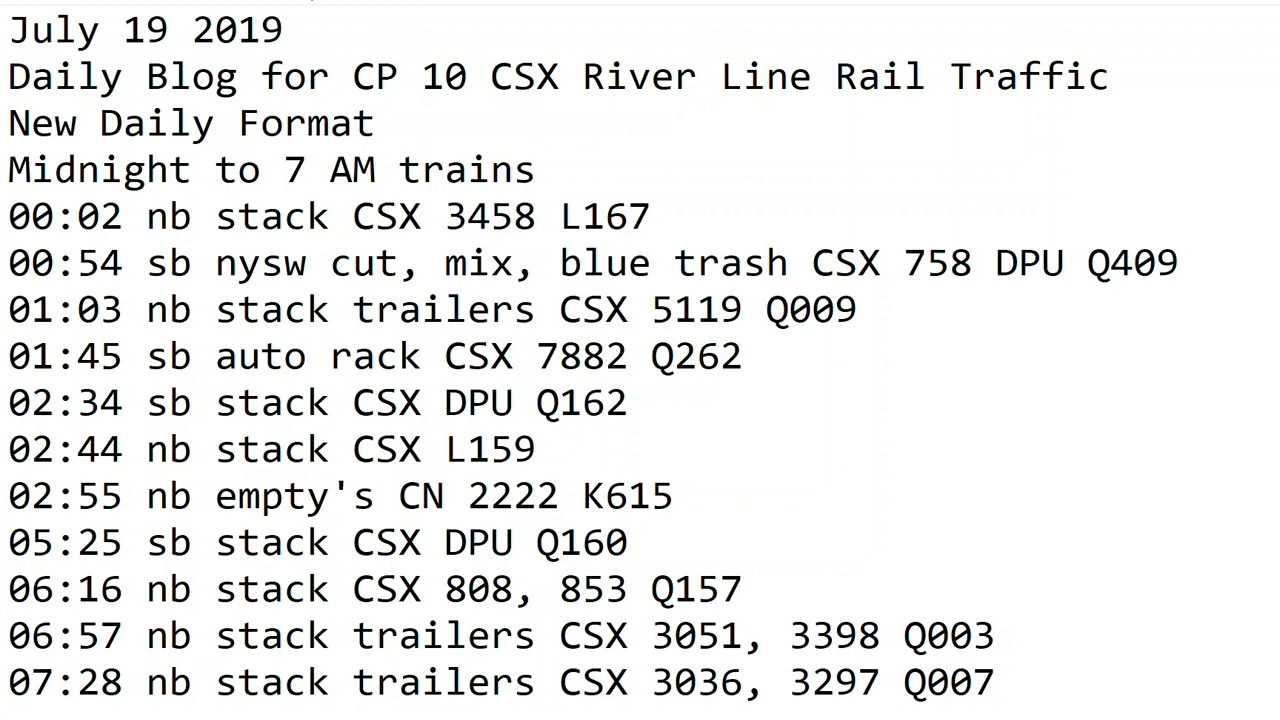 July 19 2019
Daily Blog for CP 10 CSX River Line Rail Traffic
New Daily Format
Midnight to 7 AM trains
00:02 nb stack CSX 3458 L167
00:54 sb nysw cut, mix, blue trash CSX 758 DPU Q409
01:03 nb stack trailers CSX 5119 Q009
01:45 sb auto rack CSX 7882 Q262
02:34 sb stack CSX DPU Q162
02:44 nb stack CSX L159
02:55 nb empty's CN 2222 K615
05:25 sb stack CSX DPU Q160
06:16 nb stack CSX 808, 853 Q157
06:57 nb stack trailers CSX 3051, 3398 Q003
07:28 nb stack trailers CSX 3036, 3297 Q007